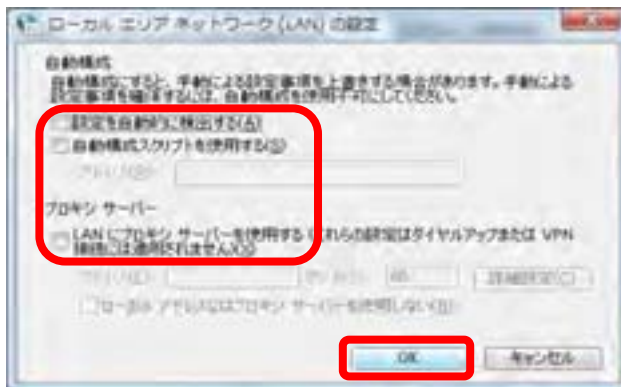 ローカル エリア ネットワーク (LAN) の設定
自動構成
自動構成にすると、手動による設定事項を上書きする場合があります。手動による
設定事項を確保するには、自動構成を使用不可にしてください。
設定を自動的に検出する(A)
自動構成スクリプトを使用する(S)
アドレス(R):
プロキシ サーバー
LAN にプロキシ サーバーを使用する (これらの設定はダイヤルアップまたは VPN
接続には適用されません)(X)
アドレス(E): ポート(T): 80 詳細設定(C)
ローカル アドレスにはプロキシ サーバーを使用しない(B)
OK キャンセル